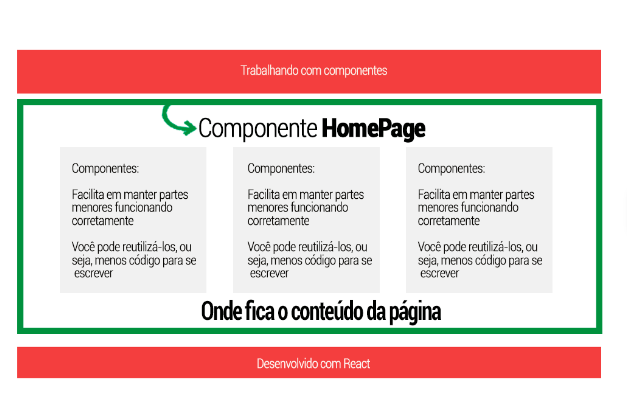 Trabalhando com componentes
Componente HomePage
Componentes:
Facilita em manter partes
menores funcionando
corretamente
Você pode reutilizá-los, ou
seja, menos código para se
escrever
Componentes:
Facilita em manter partes
menores funcionando
corretamente
Você pode reutilizá-los, ou
seja, menos código para se
escrever
Componentes:
Facilita em manter partes
menores funcionando
corretamente
Você pode reutilizá-los, ou
seja, menos código para se
escrever
Onde fica o conteúdo da página
Desenvolvido com React